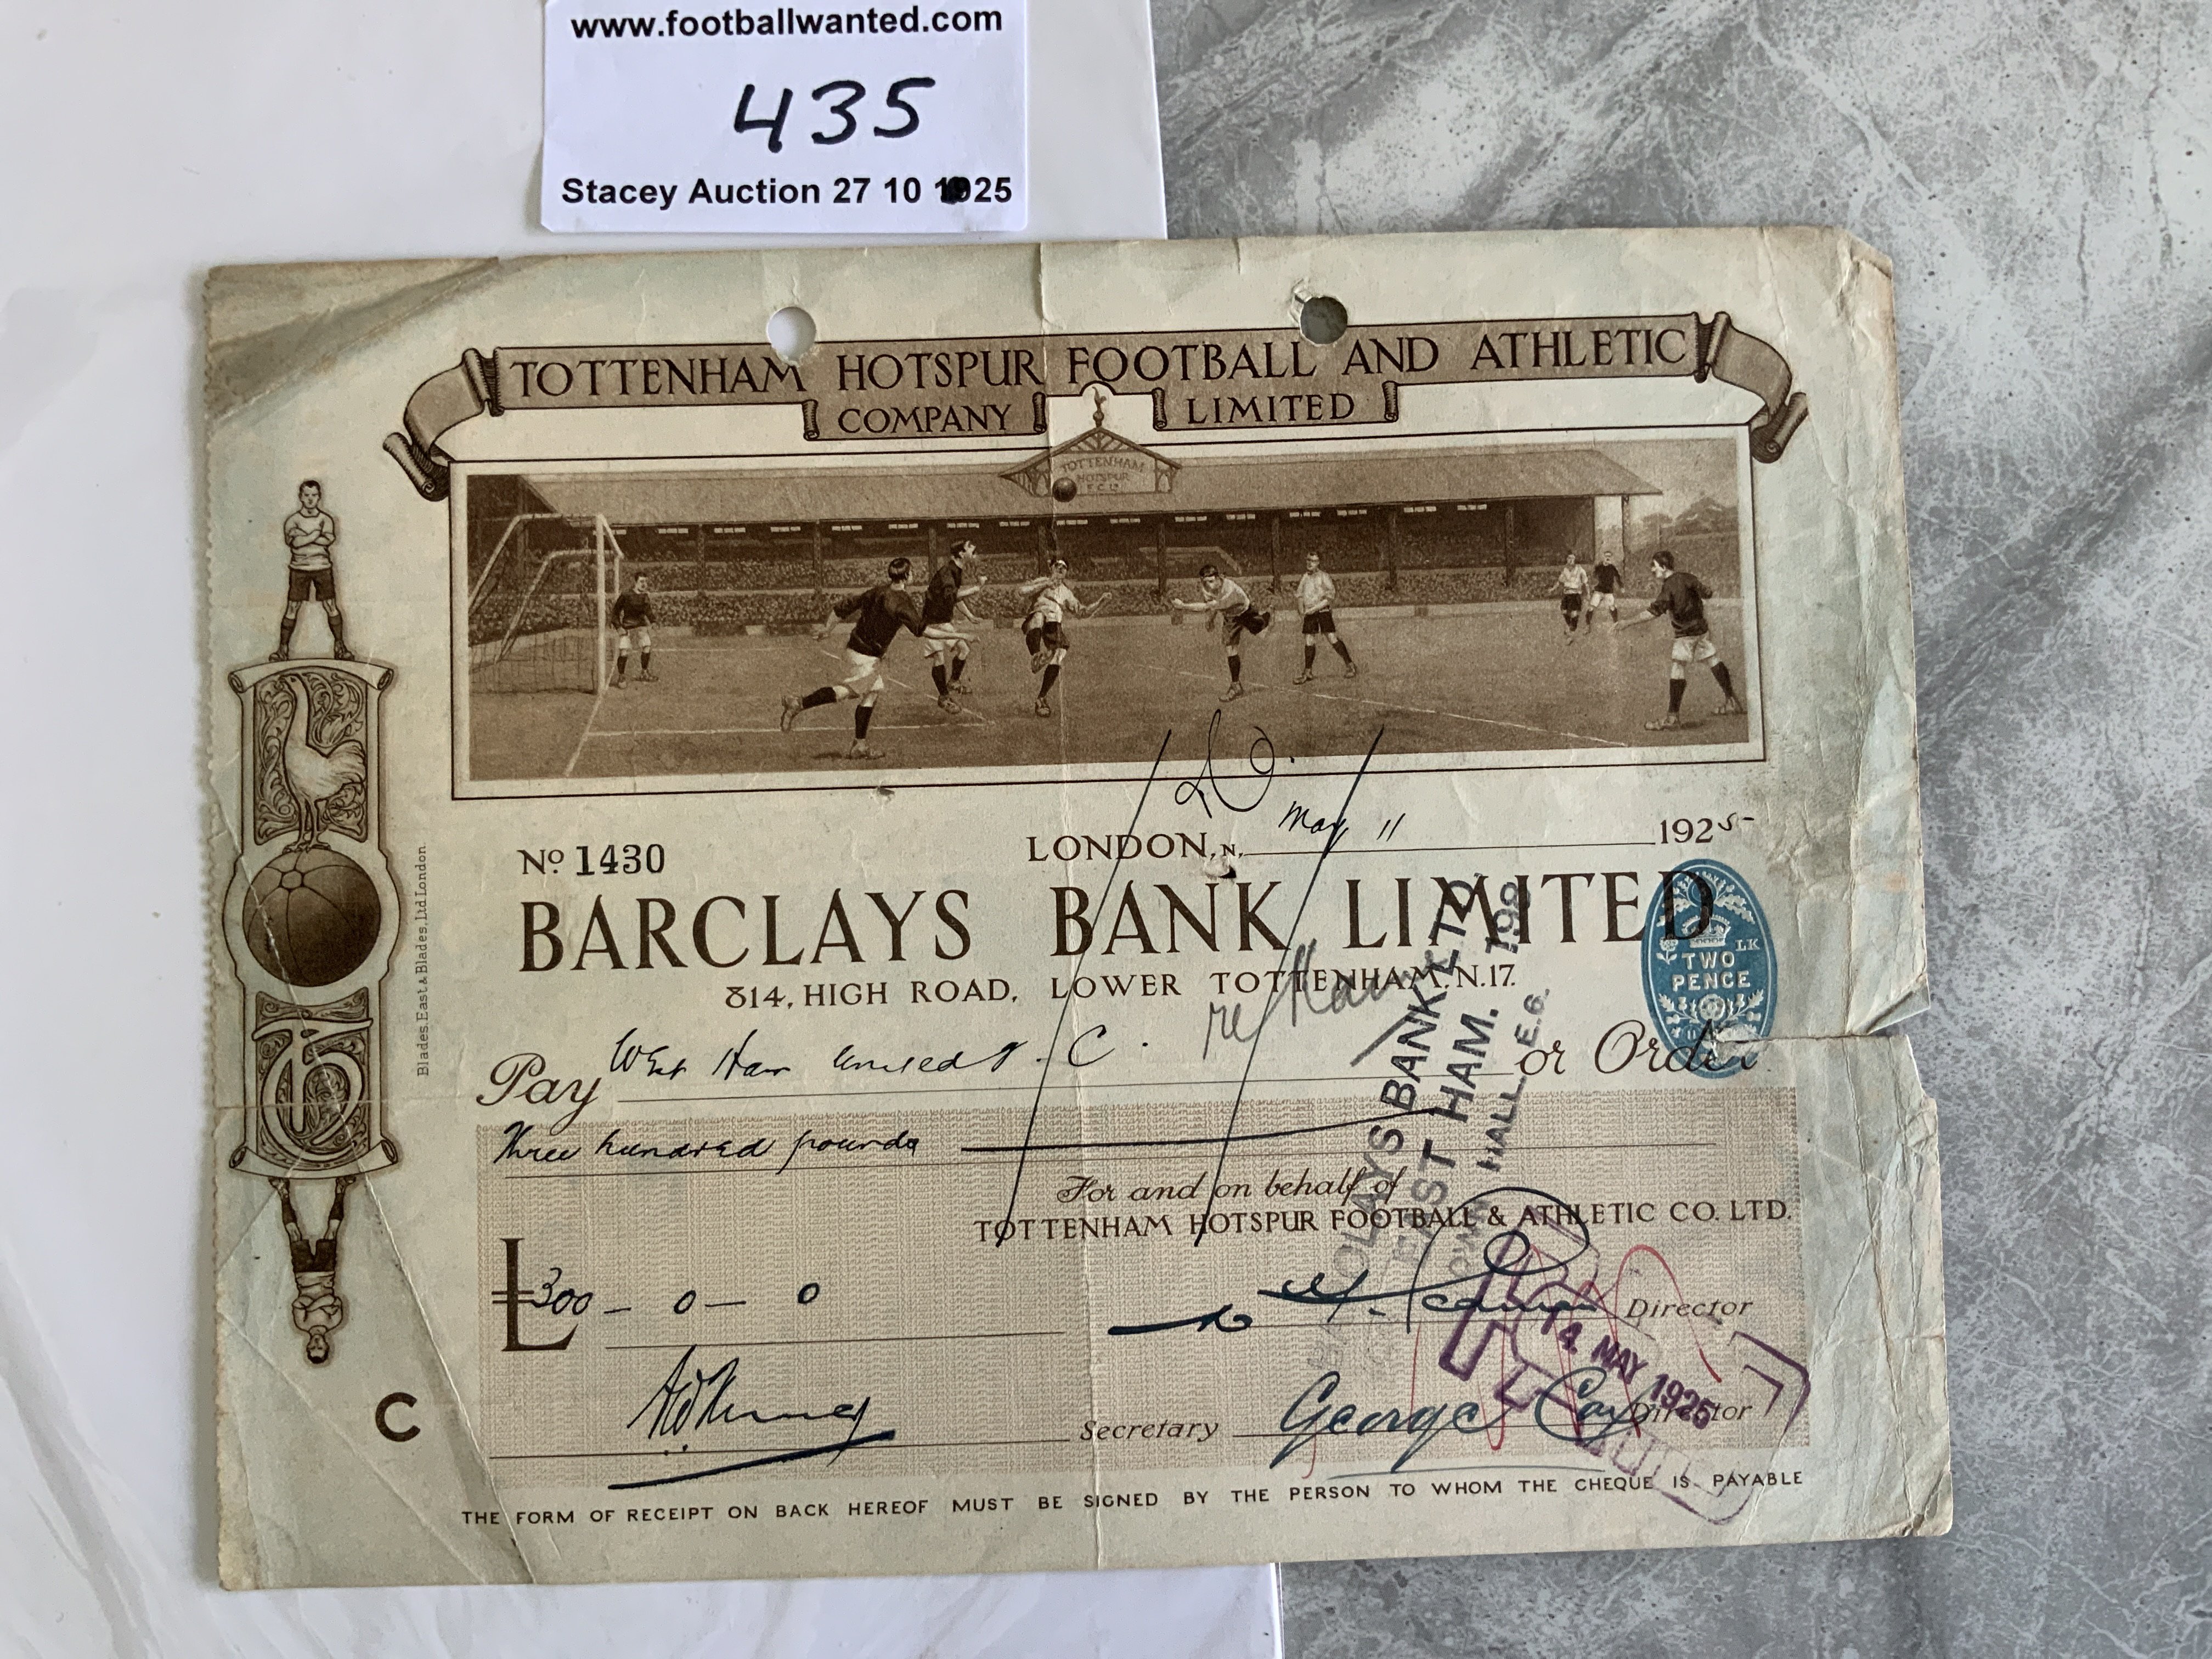 www.footballwanted.com
435
Stacey Auction 27 10 1925
TOTTENHAM HOTSPUR FOOTBALL AND ATHLETIC
COMPANY LIMITED
TOTTENHAM
HOTSPUR
F.C. LD
May 11
LONDON, N. 1925
No 1430
BARCLAYS BANK LIMITED
814, HIGH ROAD, LOWER TOTTENHAM. N.17.
LK
TWO
PENCE
Blades, East & Blades, Ltd London.
Pay West Ham United F. C. or Order
re
Three hundred pounds
BARCLAYS BANK LTD
EAST HAM.
HALL E.6.
For and on behalf of
TOTTENHAM HOTSPUR FOOTBALL & ATHLETIC CO. LTD.
£ 300 - 0 - 0
Director
14 MAY 1925
Secretary George Cox Director
C
THE FORM OF RECEIPT ON BACK HEREOF MUST BE SIGNED BY THE PERSON TO WHOM THE CHEQUE IS PAYABLE